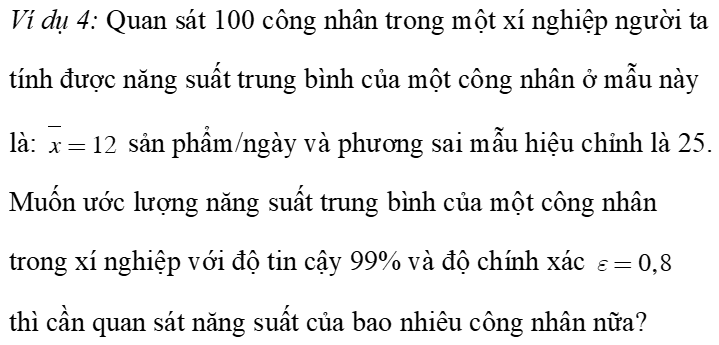 Ví dụ 4: Quan sát 100 công nhân trong một xí nghiệp người ta
tính được năng suất trung bình của một công nhân ở mẫu này
là: x̅ = 12 sản phẩm/ngày và phương sai mẫu hiệu chỉnh là 25.
Muốn ước lượng năng suất trung bình của một công nhân
trong xí nghiệp với độ tin cậy 99% và độ chính xác ε = 0,8
thì cần quan sát năng suất của bao nhiêu công nhân nữa?